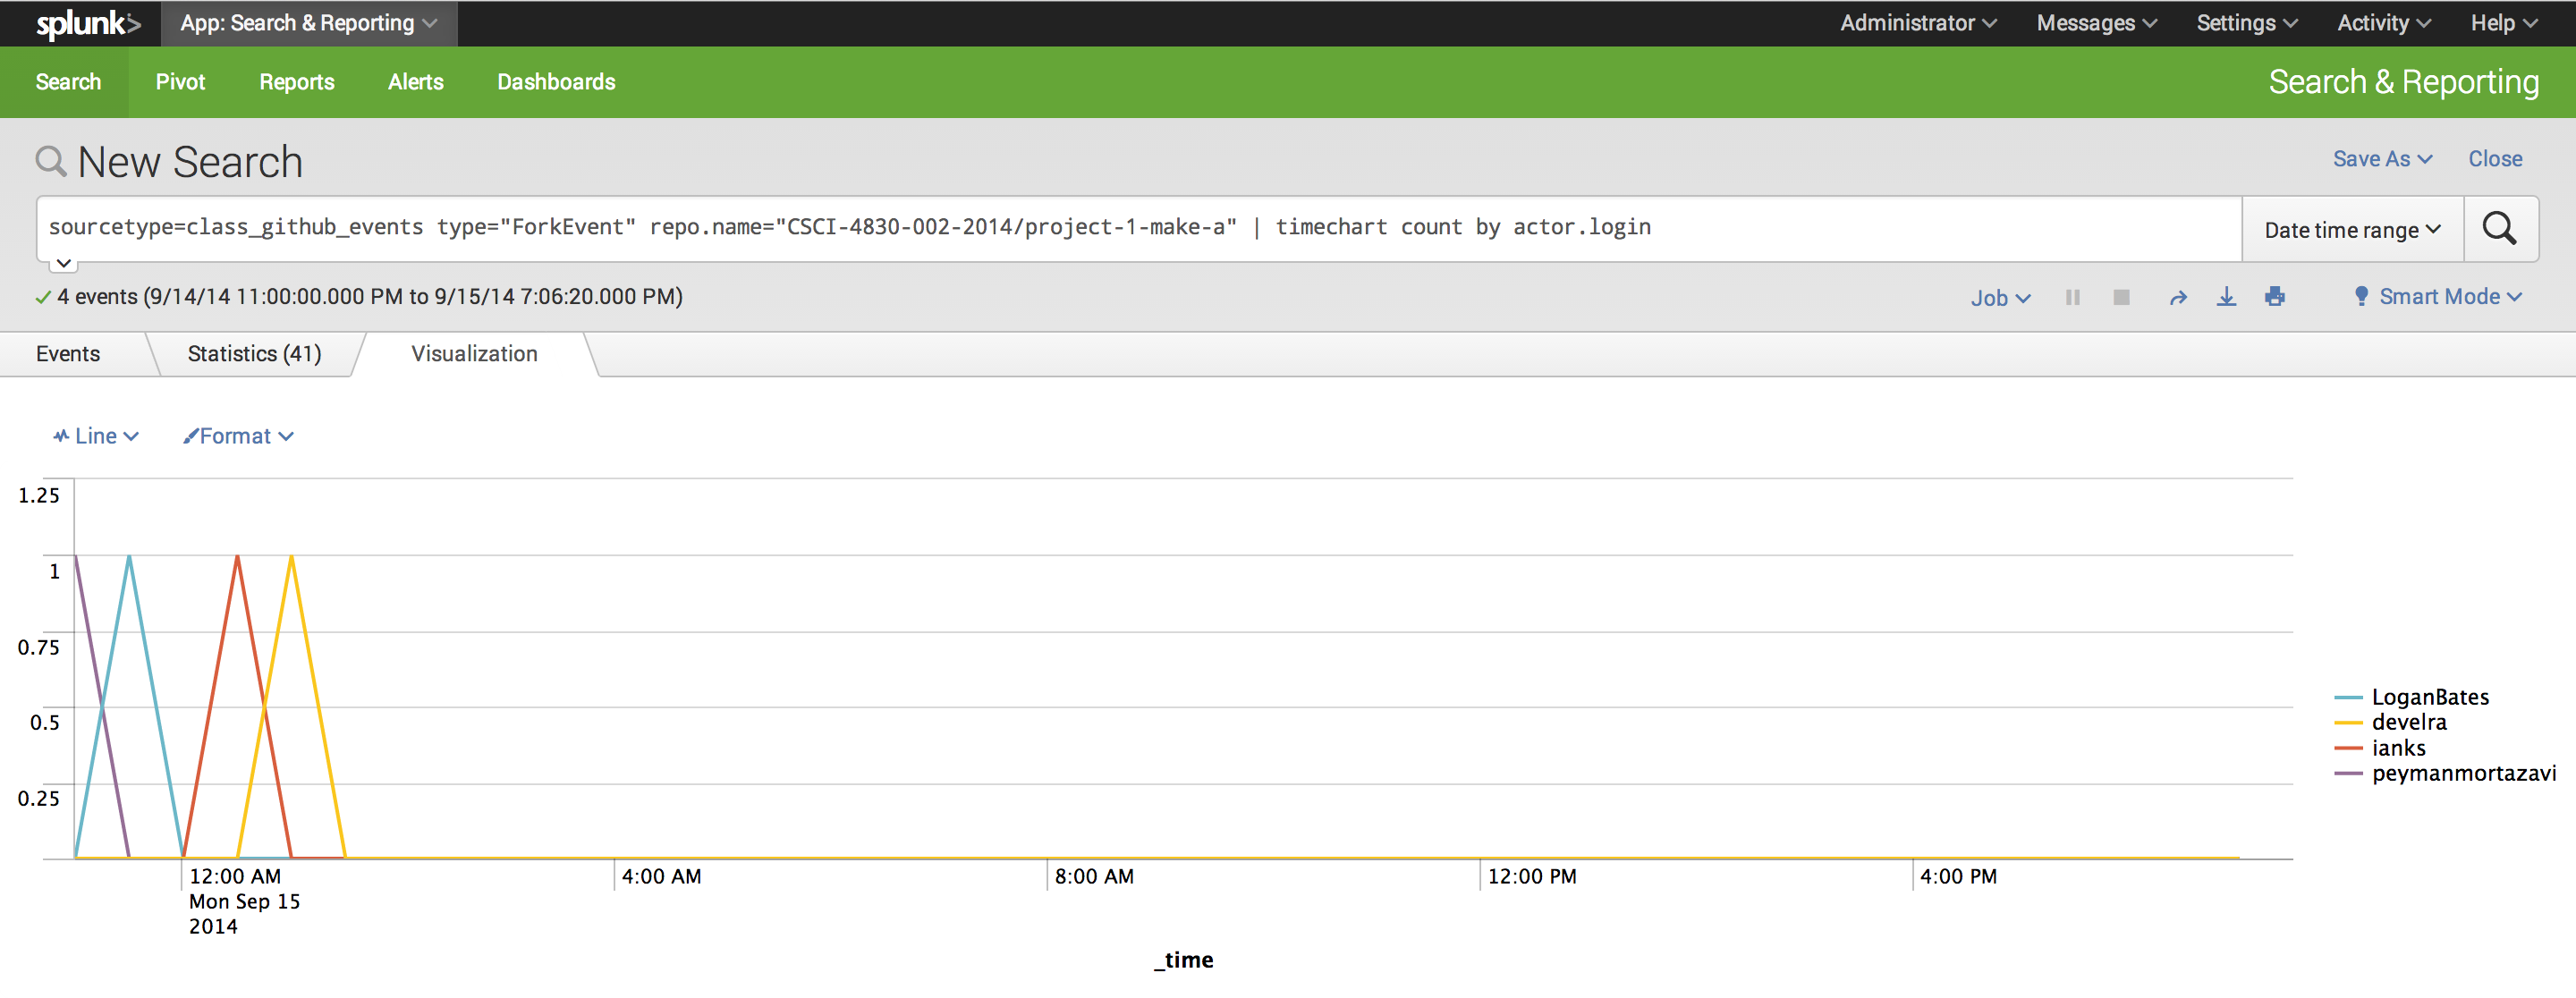 splunk> App: Search & Reporting Administrator Messages Settings Activity Help
Search Pivot Reports Alerts Dashboards Search & Reporting
New Search Save As Close
sourcetype=class_github_events type="ForkEvent" repo.name="CSCI-4830-002-2014/project-1-make-a" | timechart count by actor.login Date time range
4 events (9/14/14 11:00:00.000 PM to 9/15/14 7:06:20.000 PM) Job Smart Mode
Events Statistics (41) Visualization
Line Format
1.25
1
0.75
0.5
0.25
LoganBates
develra
ianks
peymanmortazavi
12:00 AM 4:00 AM 8:00 AM 12:00 PM 4:00 PM
Mon Sep 15
2014
_time